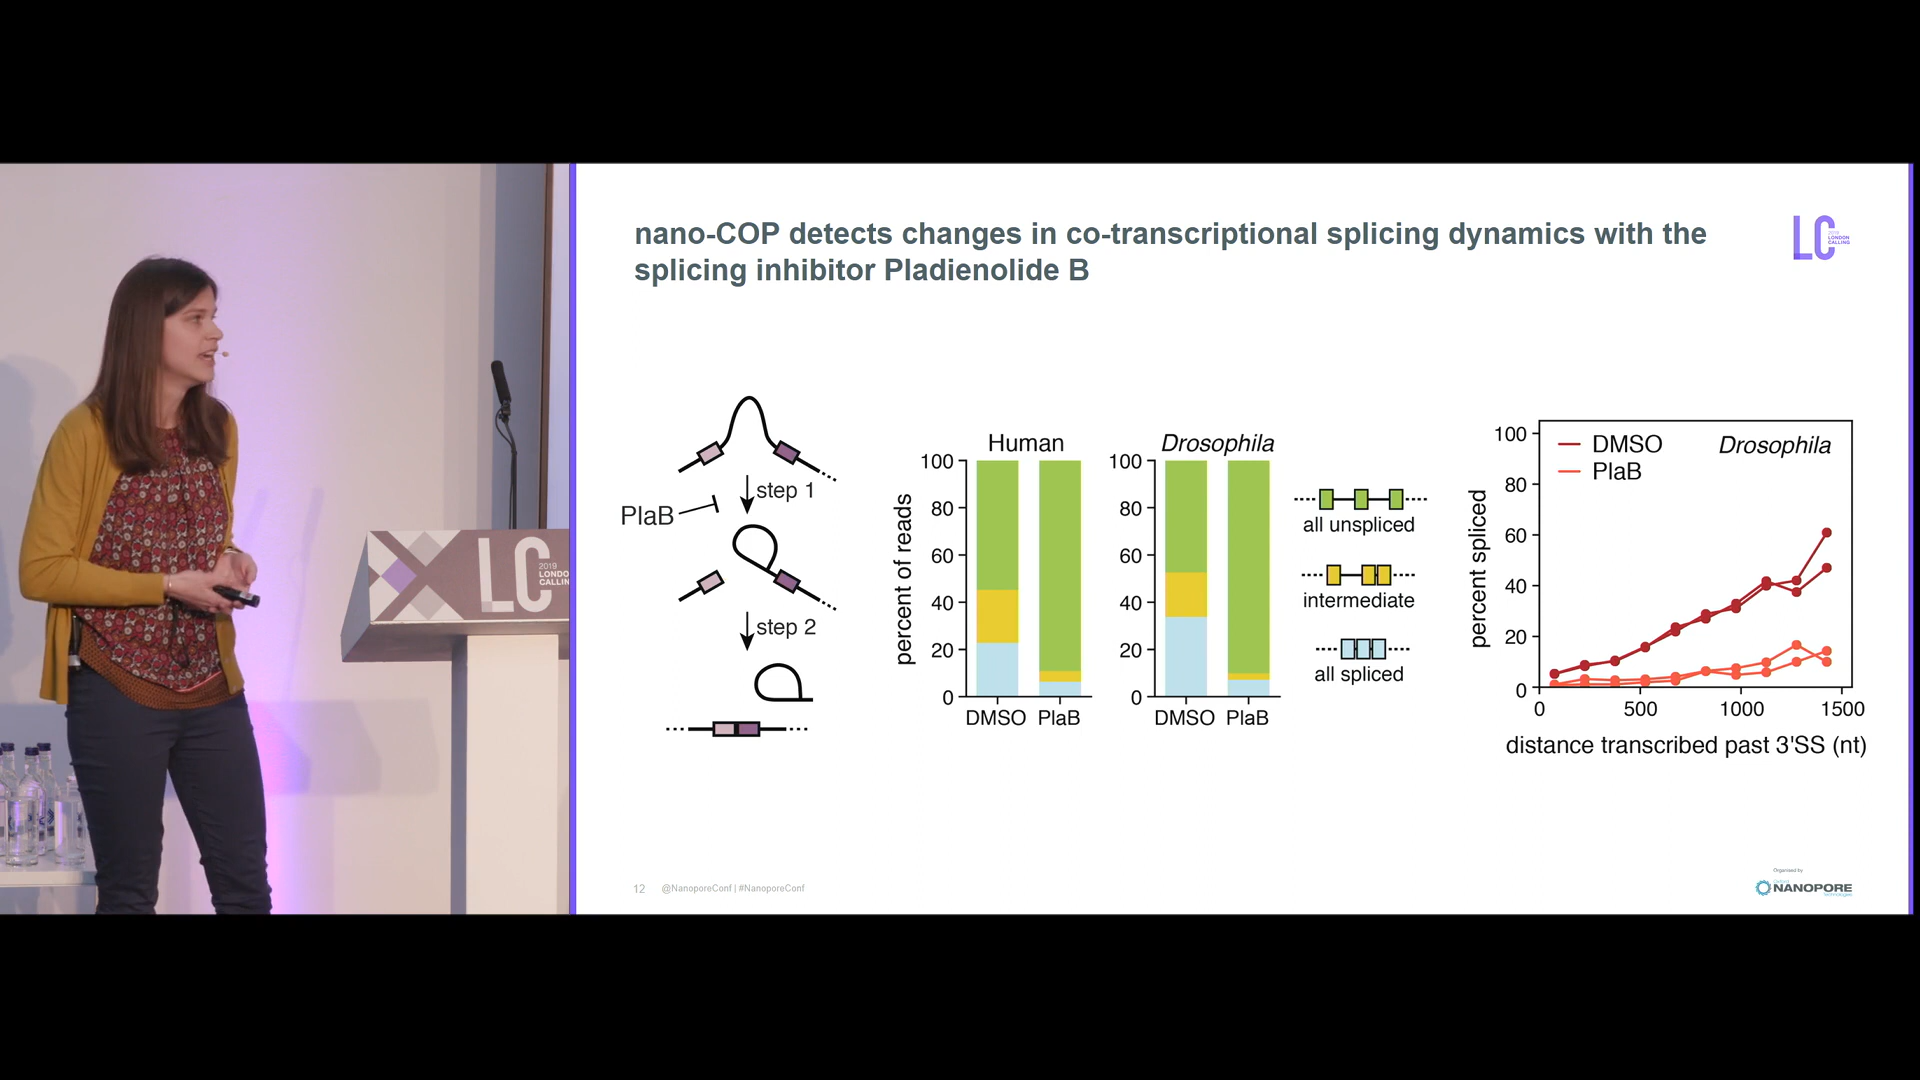 nano-COP detects changes in co-transcriptional splicing dynamics with the
splicing inhibitor Pladienolide B
LC
2019
LONDON
CALLING
step 1
PlaB
step 2
Human
percent of reads
100
80
60
40
20
0
DMSO
PlaB
Drosophila
100
80
60
40
20
0
DMSO
PlaB
all unspliced
intermediate
all spliced
DMSO
PlaB
Drosophila
percent spliced
100
80
60
40
20
0
0
500
1000
1500
distance transcribed past 3'SS (nt)
LC
2019
LONDON
CALLIN
12
@NanoporeConf | #NanoporeConf
Organised by
NANOPORE